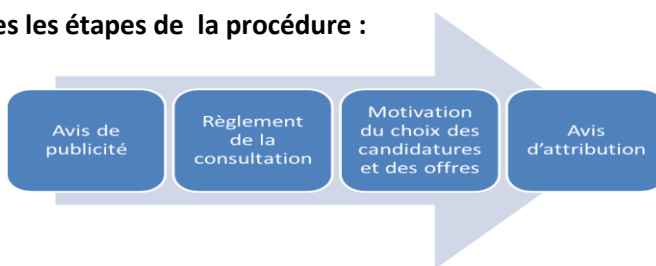 es les étapes de la procédure :
Avis de
publicité
Règlement
de la
consultation
Motivation
du choix des
candidatures
et des offres
Avis
d'attribution